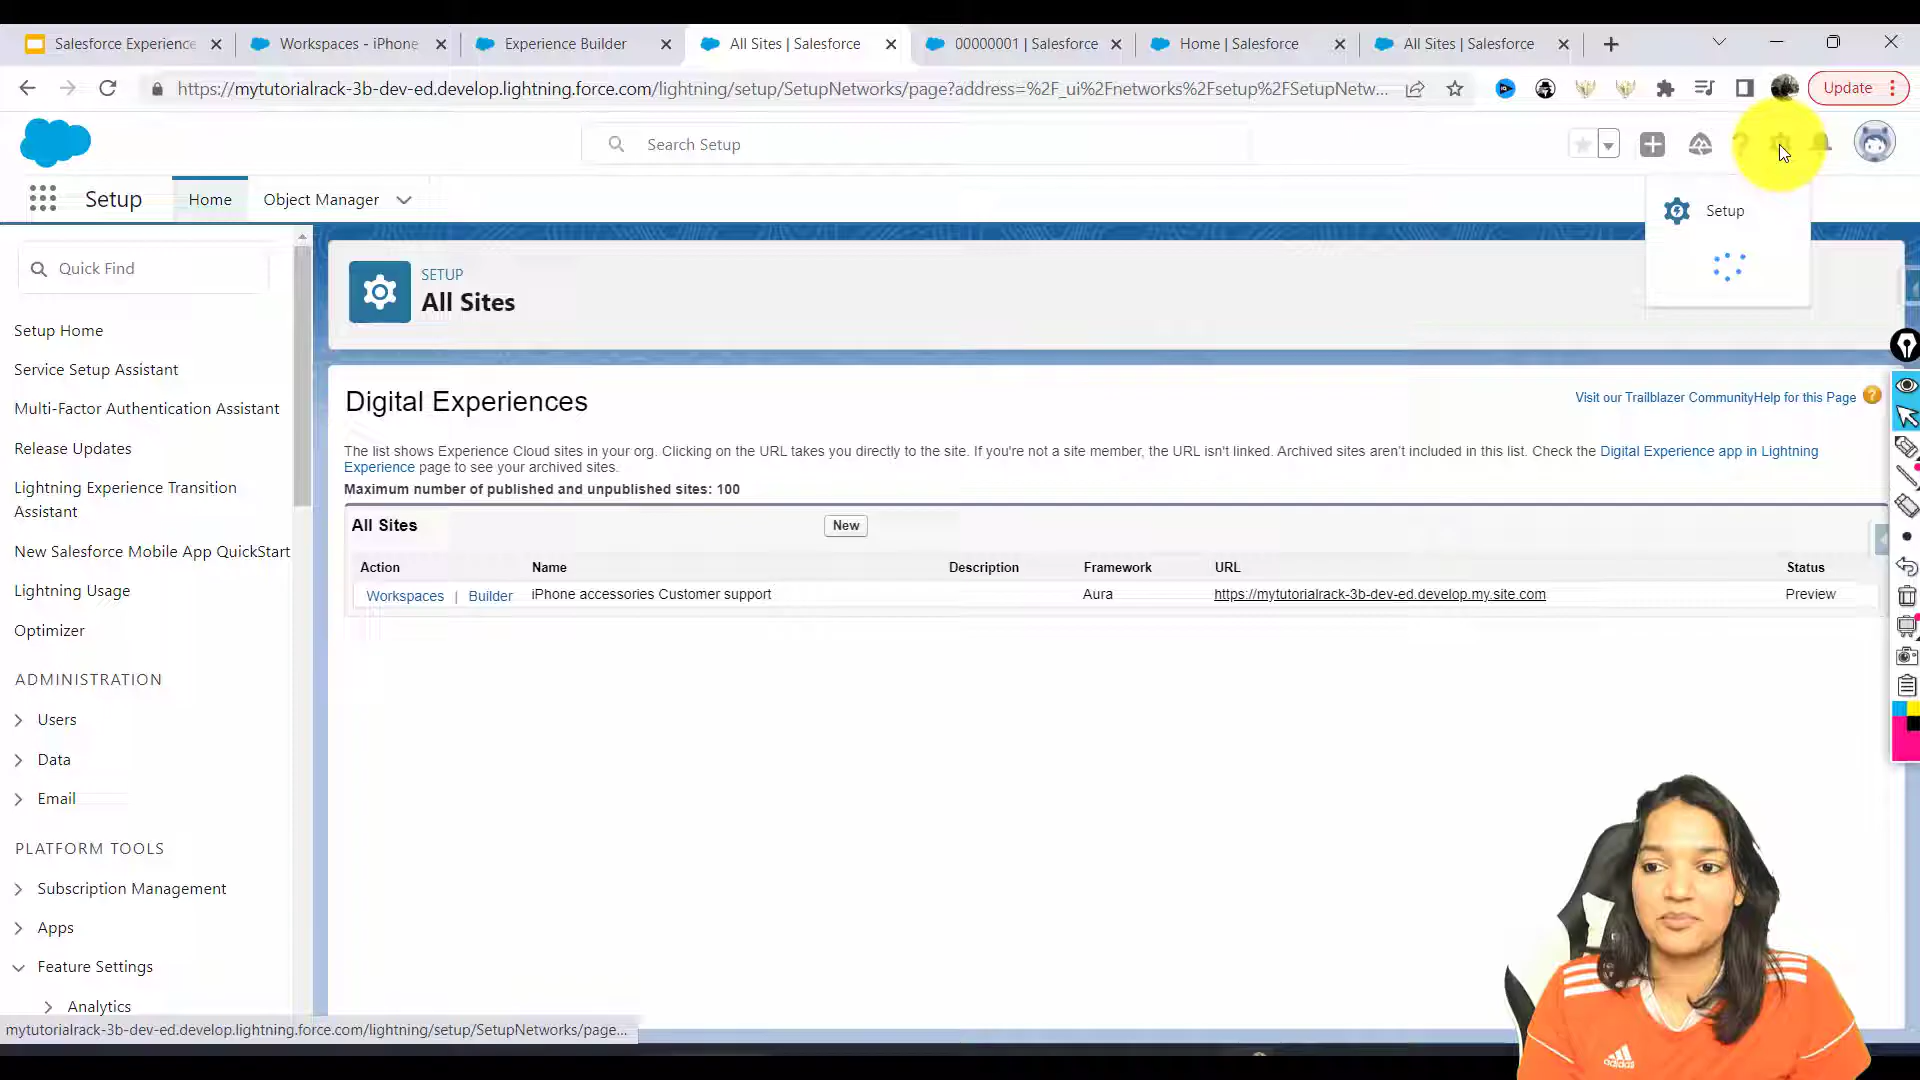 Salesforce Experience
Workspaces - iPhone
Experience Builder
All Sites | Salesforce
00000001 | Salesforce
Home | Salesforce
All Sites | Salesforce
https://mytutorialrack-3b-dev-ed.develop.lightning.force.com/lightning/setup/SetupNetworks/page?address=%2F_ui%2Fnetworks%2Fsetup%2FSetupNetw...
Update
Search Setup
Setup
Home
Object Manager
Setup
Quick Find
SETUP
All Sites
Setup Home
Service Setup Assistant
Multi-Factor Authentication Assistant
Release Updates
Lightning Experience Transition
Assistant
New Salesforce Mobile App QuickStart
Lightning Usage
Optimizer
ADMINISTRATION
Users
Data
Email
PLATFORM TOOLS
Subscription Management
Apps
Feature Settings
Analytics
Digital Experiences
Visit our Trailblazer CommunityHelp for this Page
The list shows Experience Cloud sites in your org. Clicking on the URL takes you directly to the site. If you're not a site member, the URL isn't linked. Archived sites aren't included in this list. Check the Digital Experience app in Lightning
Experience page to see your archived sites.
Maximum number of published and unpublished sites: 100
All Sites
New
Action Name Description Framework URL Status
Workspaces | Builder iPhone accessories Customer support Aura https://mytutorialrack-3b-dev-ed.develop.my.site.com Preview
mytutorialrack-3b-dev-ed.develop.lightning.force.com/lightning/setup/SetupNetworks/page...
adidas